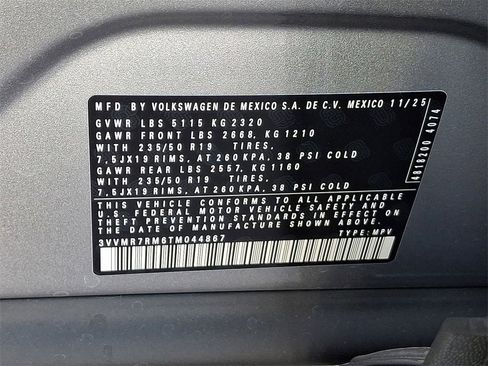 MFD BY VOLKSWAGEN DE MEXICO S.A. DE C.V. MEXICO 11/25
GVWR LBS 5115 KG 2320
GAWR FRONT LBS 2668, KG 1210
WITH 235/50 R19 TIRES,
7,5JX19 RIMS, AT 260 KPA, 38 PSI COLD
GAWR REAR LBS 2557, KG 1160
WITH 235/50 R19 TIRES,
7,5JX19 RIMS, AT 260 KPA, 38 PSI COLD
THIS VEHICLE CONFORMS TO ALL APPLICABLE
U.S. FEDERAL MOTOR VEHICLE SAFETY AND
THEFT PREVENTION STANDARDS IN EFFECT ON
THE DATE OF MANUFACTURE SHOWN ABOVE.
3VVMR7RM6TM044867 TYPE: MPV
4074